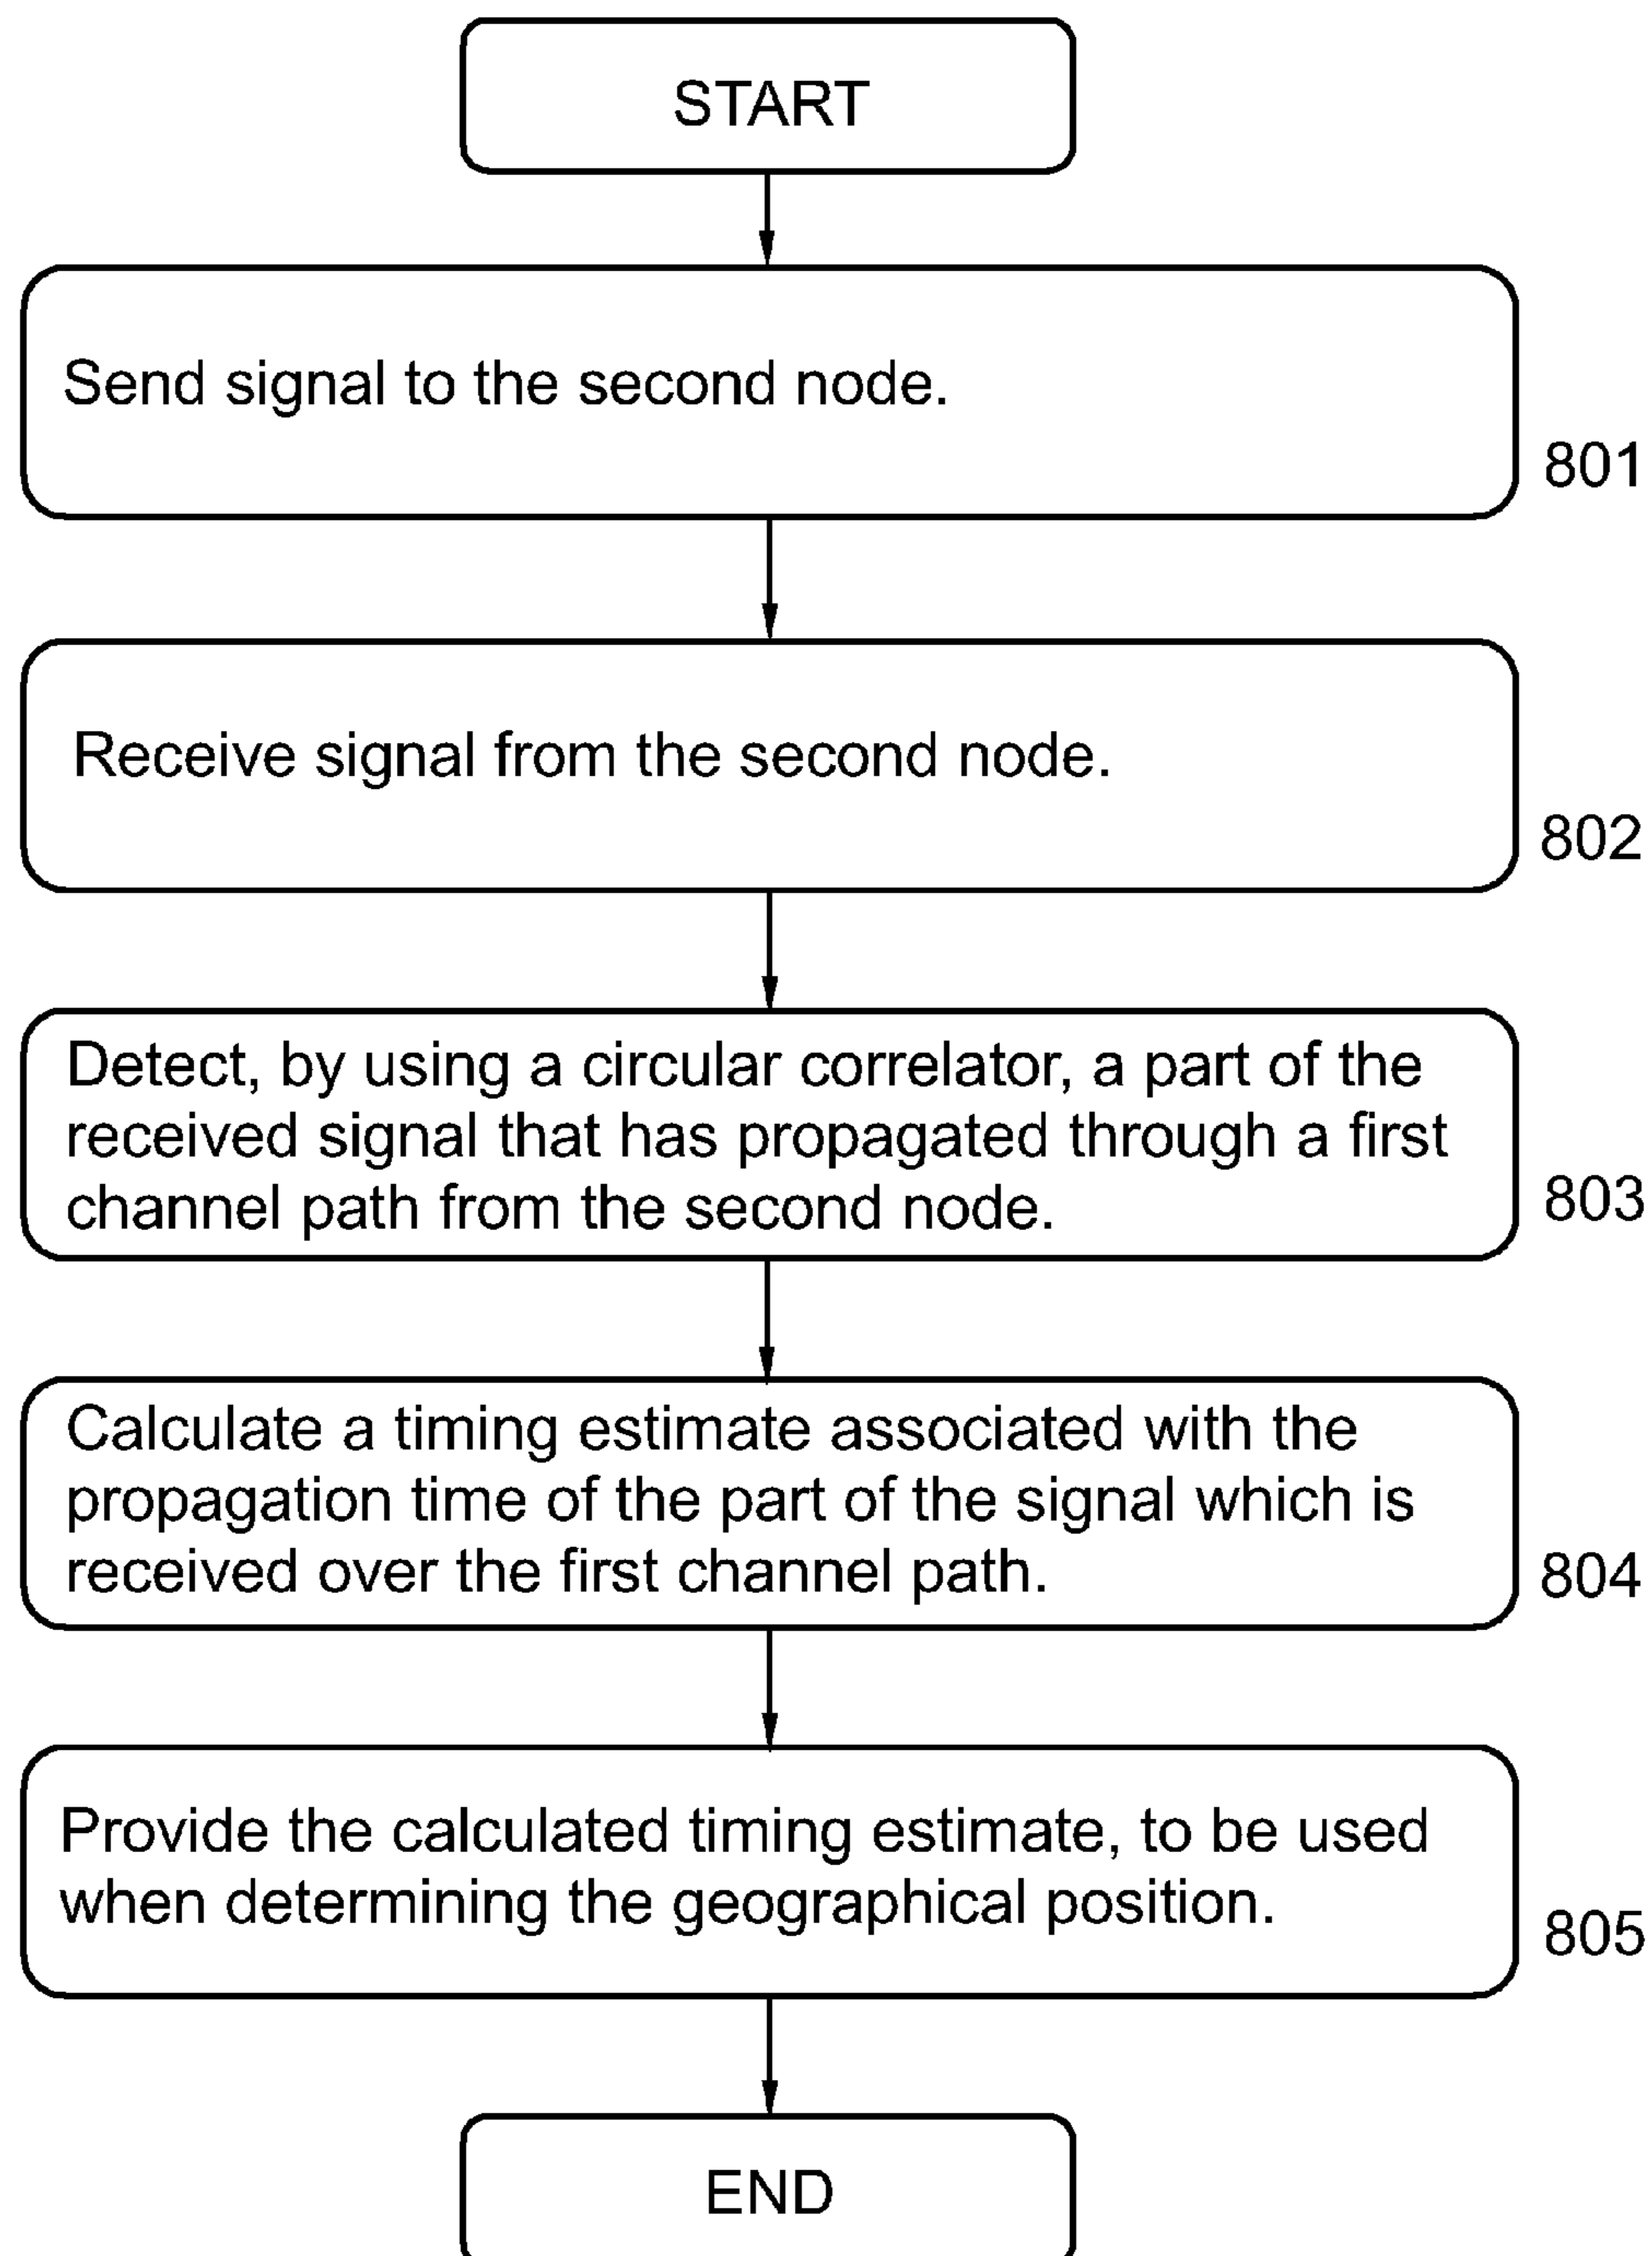 START
Send signal to the second node.
801
Receive signal from the second node.
802
Detect, by using a circular correlator, a part of the
received signal that has propagated through a first
channel path from the second node.
803
Calculate a timing estimate associated with the
propagation time of the part of the signal which is
received over the first channel path.
804
Provide the calculated timing estimate, to be used
when determining the geographical position.
805
END